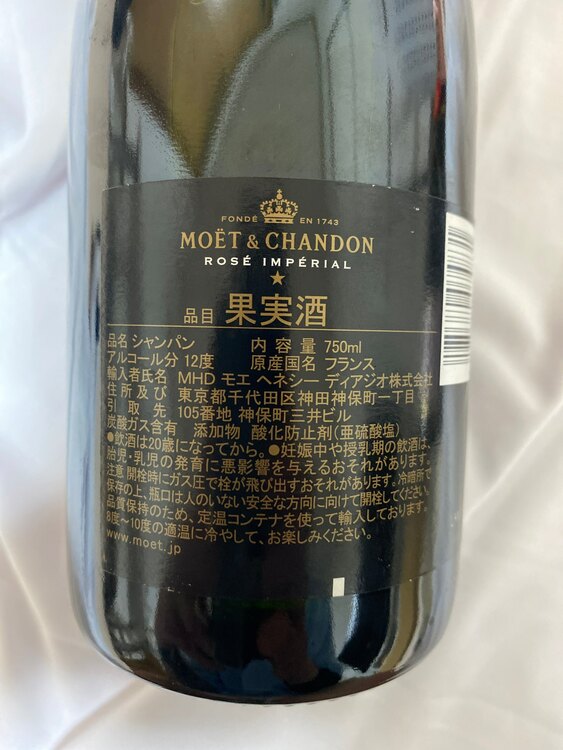 FONDÉ EN 1743
MOËT & CHANDON
ROSÉ IMPÉRIAL
品目 果実酒
品名 シャンパン 内容量 750ml
アルコール分 12度 原産国名 フランス
輸入者氏名 MHD モエ ヘネシー ディアジオ株式会社
住所及び 東京都千代田区神田神保町一丁目
引取先 105番地 神保町三井ビル
炭酸ガス含有 添加物 酸化防止剤(亜硫酸塩)
●飲酒は20歳になってから。●妊娠中や授乳期の飲酒は、
胎児・乳児の発育に悪影響を与えるおそれがあります。
注意 開栓時にガス圧で栓が飛び出すおそれがあります。冷暗所で
保存の上、瓶口は人のいない安全な方向に向けて開栓してください。
品質保持のため、定温コンテナを使って輸入しております。
8度〜10度の適温に冷やして、お楽しみください。
www.moet.jp